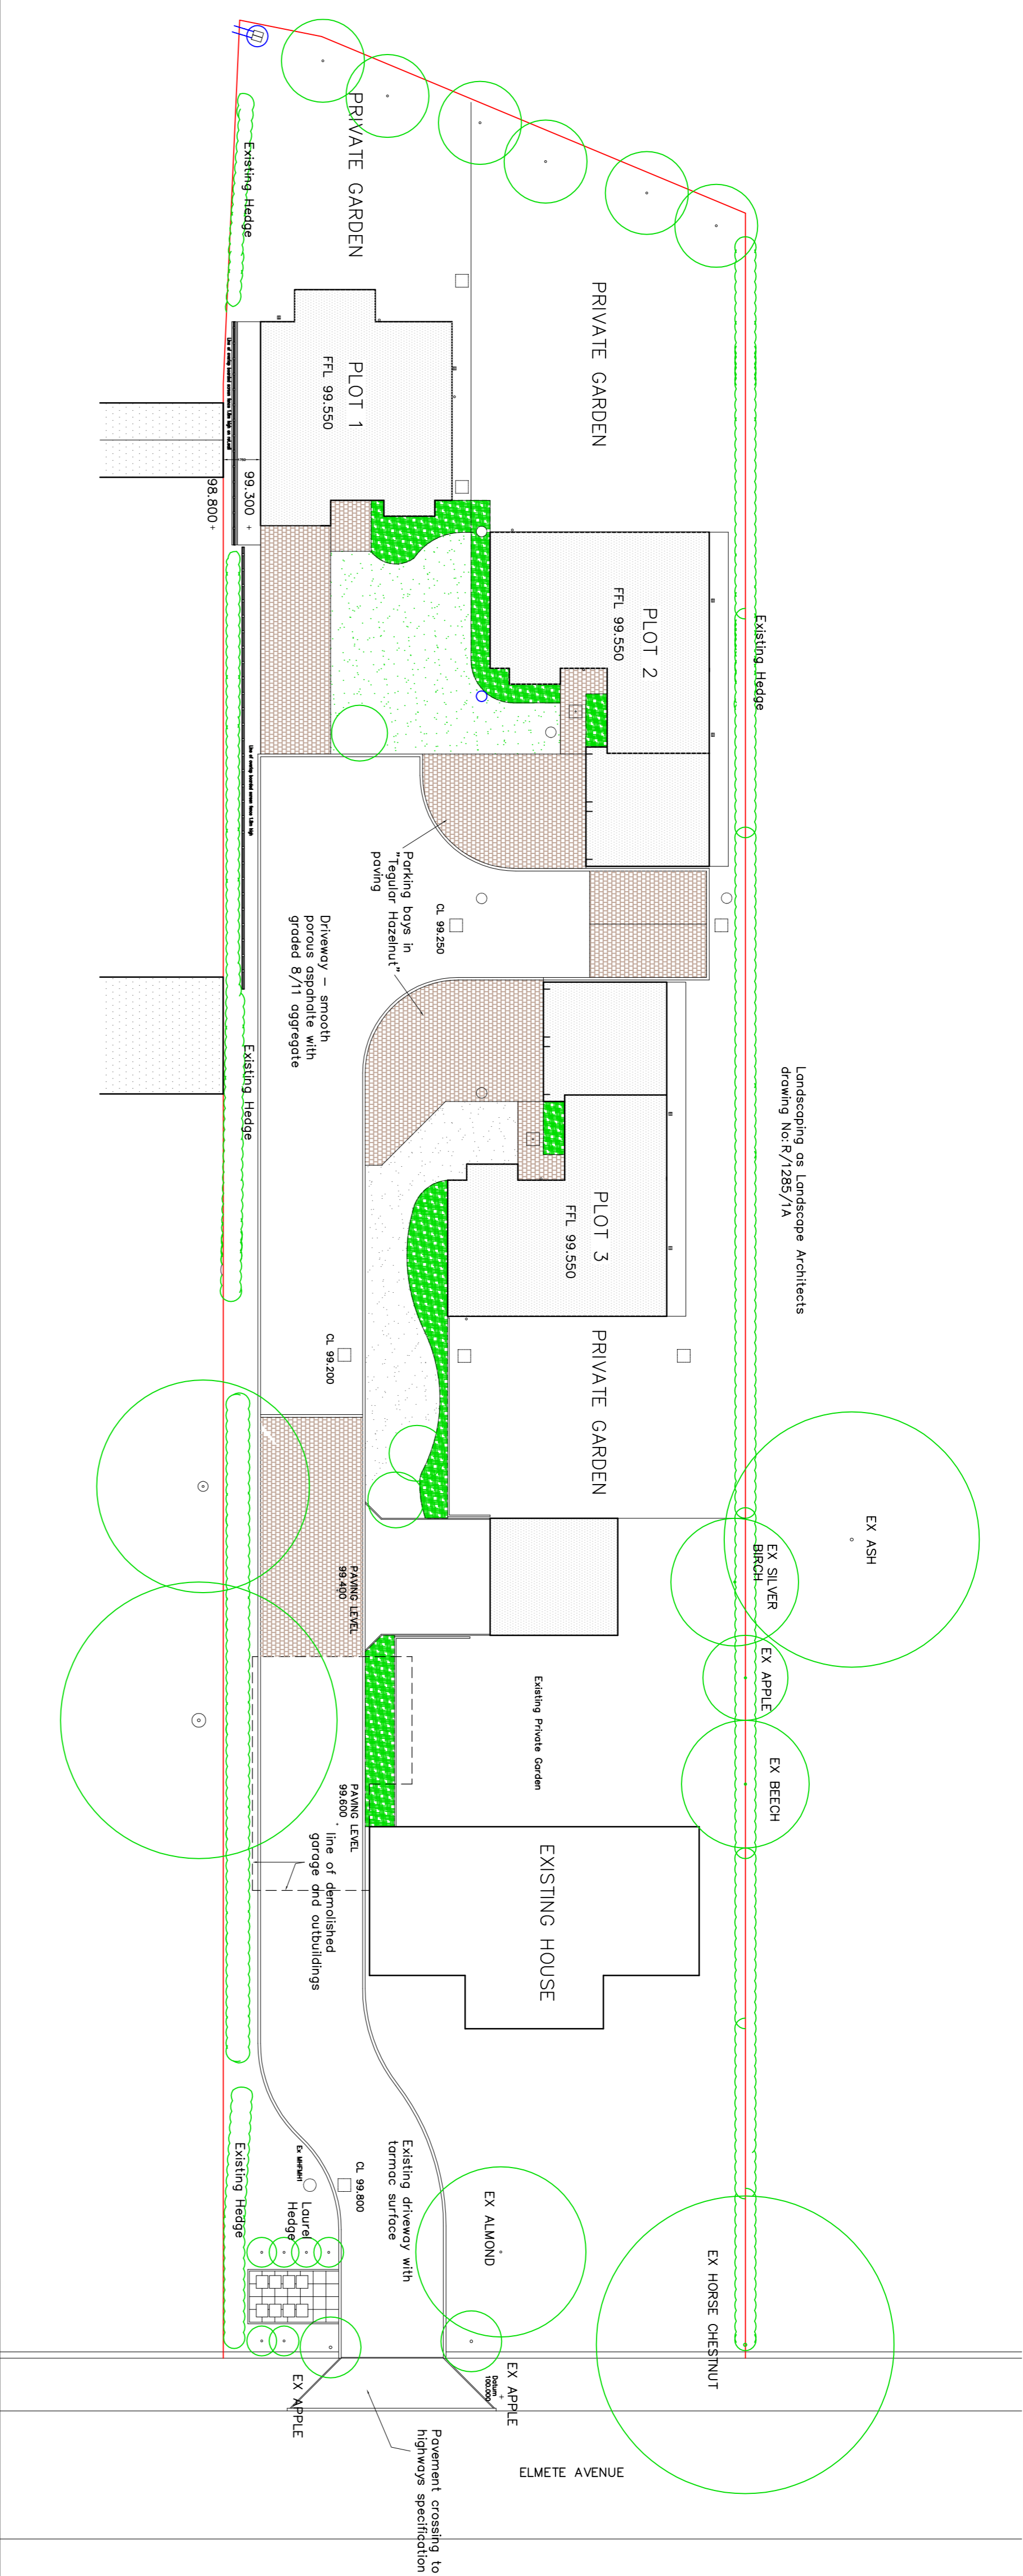 PRIVATE GARDEN
Existing Hedge
PRIVATE GARDEN
PLOT 1
FFL 99.550
99.300 +
98.800+
PLOT 2
FFL 99.550
Existing Hedge
Parking bays in
"Tegular Hazelnut"
paving
CL 99.250
Driveway – smooth
porous aspahalte with
graded 8/11 aggregate
Existing Hedge
Landscaping as Landscape Architects
drawing No:R/1285/1A
PLOT 3
FFL 99.550
PRIVATE GARDEN
CL 99.200
EX ASH
EX SILVER
BIRCH
EX APPLE
EX BEECH
PAVING LEVEL
99.400
Existing Private Garden
PAVING LEVEL
99.600
line of demolished
garage and outbuildings
EXISTING HOUSE
Existing driveway with
tarmac surface
CL 99.800
Laurel
Hedge
Existing Hedge
EX ALMOND
EX HORSE CHESTNUT
EX APPLE
Datum
100.000
EX APPLE
Pavement crossing to
highways specification
ELMETE AVENUE